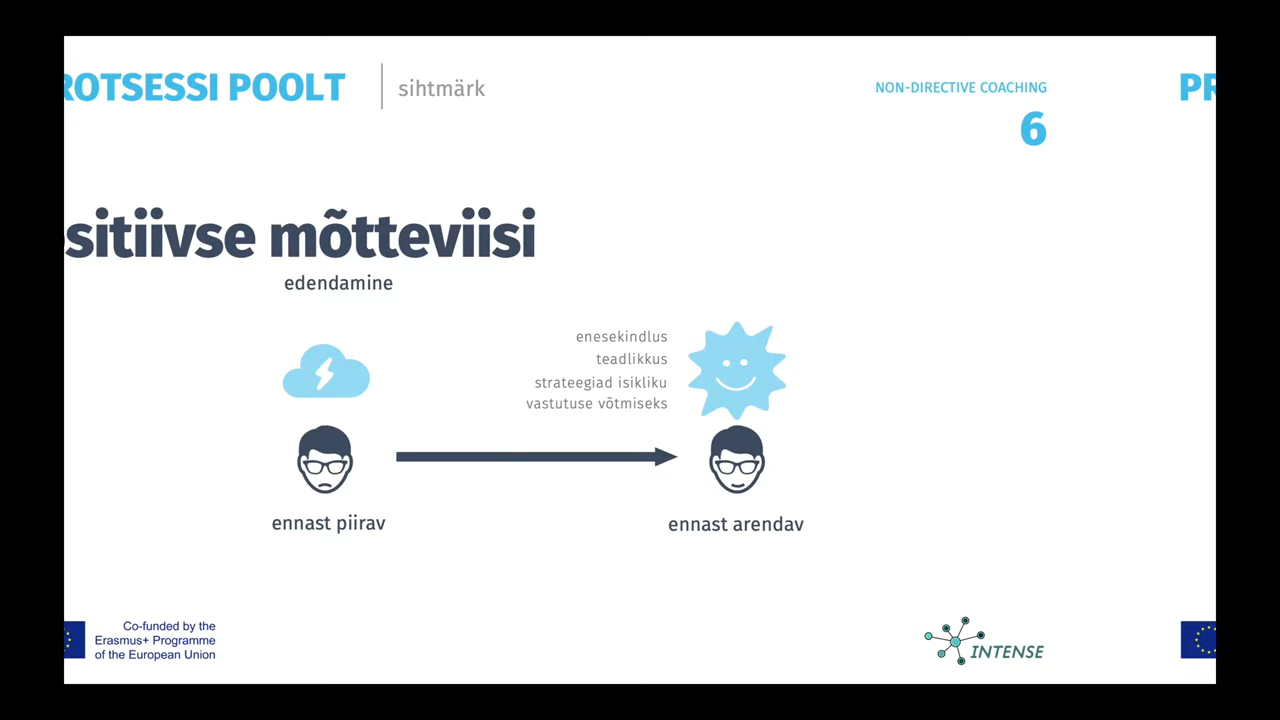 ROTSESSI POOLT
sihtmärk
NON-DIRECTIVE COACHING
6
PR
sitiivse mõtteviisi
edendamine
enesekindlus
teadlikkus
strateegiad isikliku
vastutuse võtmiseks
ennast piirav
ennast arendav
Co-funded by the
Erasmus+ Programme
of the European Union
INTENSE